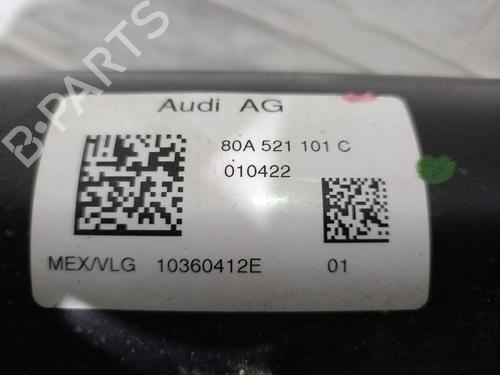 B-PARTS
Audi AG
80A 521 101 C
010422
MEX/VLG 10360412E 01